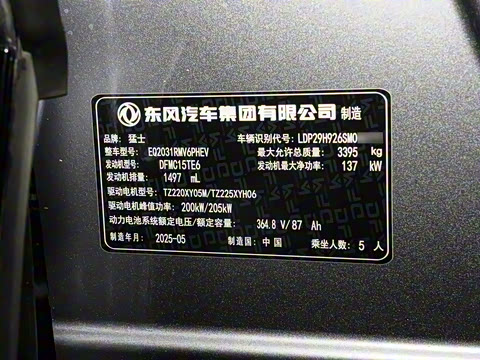 东风汽车集团有限公司 制造
品牌: 猛士 车辆识别代号: LDP29H926SM0
整车型号: EQ2031RMV6PHEV 最大允许总质量: 3395 kg
发动机型号: DFMC15TE6 发动机最大净功率: 137 kW
发动机排量: 1497 mL
驱动电机型号: TZ220XY05M/TZ225XYH06
驱动电机峰值功率: 200kW/205kW
动力电池系统额定电压/额定容量: 364.8 V/87 Ah
制造年月: 2025-05 制造国: 中国 乘坐人数: 5 人